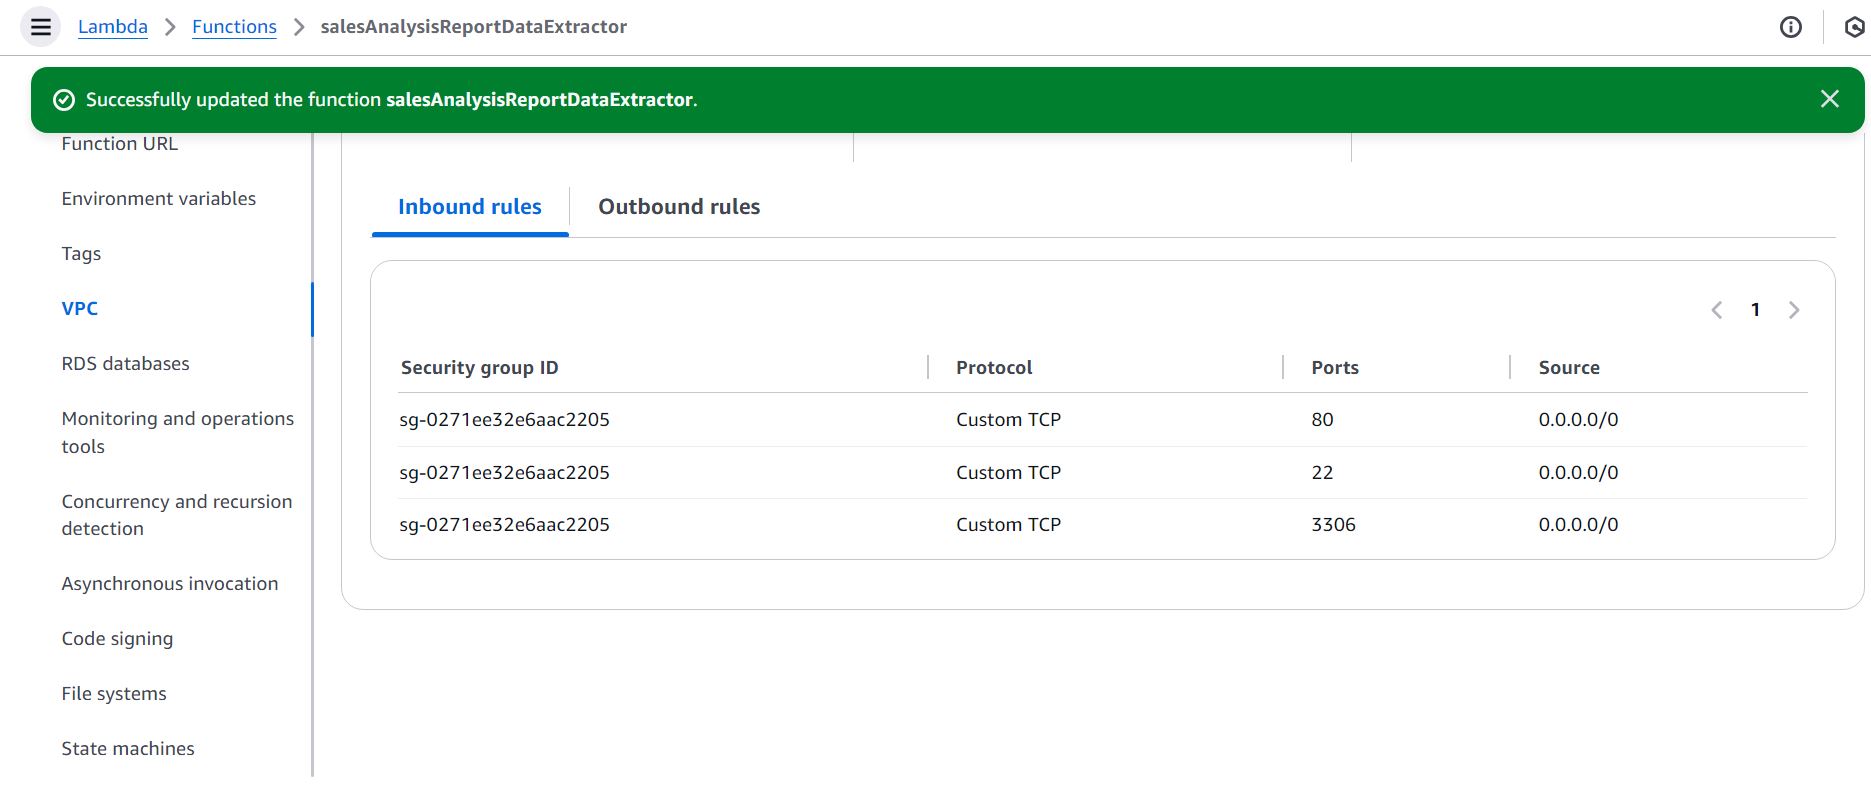 Lambda > Functions > salesAnalysisReportDataExtractor
Successfully updated the function salesAnalysisReportDataExtractor.
Function URL
Environment variables
Tags
VPC
RDS databases
Monitoring and operations
tools
Concurrency and recursion
detection
Asynchronous invocation
Code signing
File systems
State machines
Inbound rules Outbound rules
1
Security group ID Protocol Ports Source
sg-0271ee32e6aac2205 Custom TCP 80 0.0.0.0/0
sg-0271ee32e6aac2205 Custom TCP 22 0.0.0.0/0
sg-0271ee32e6aac2205 Custom TCP 3306 0.0.0.0/0